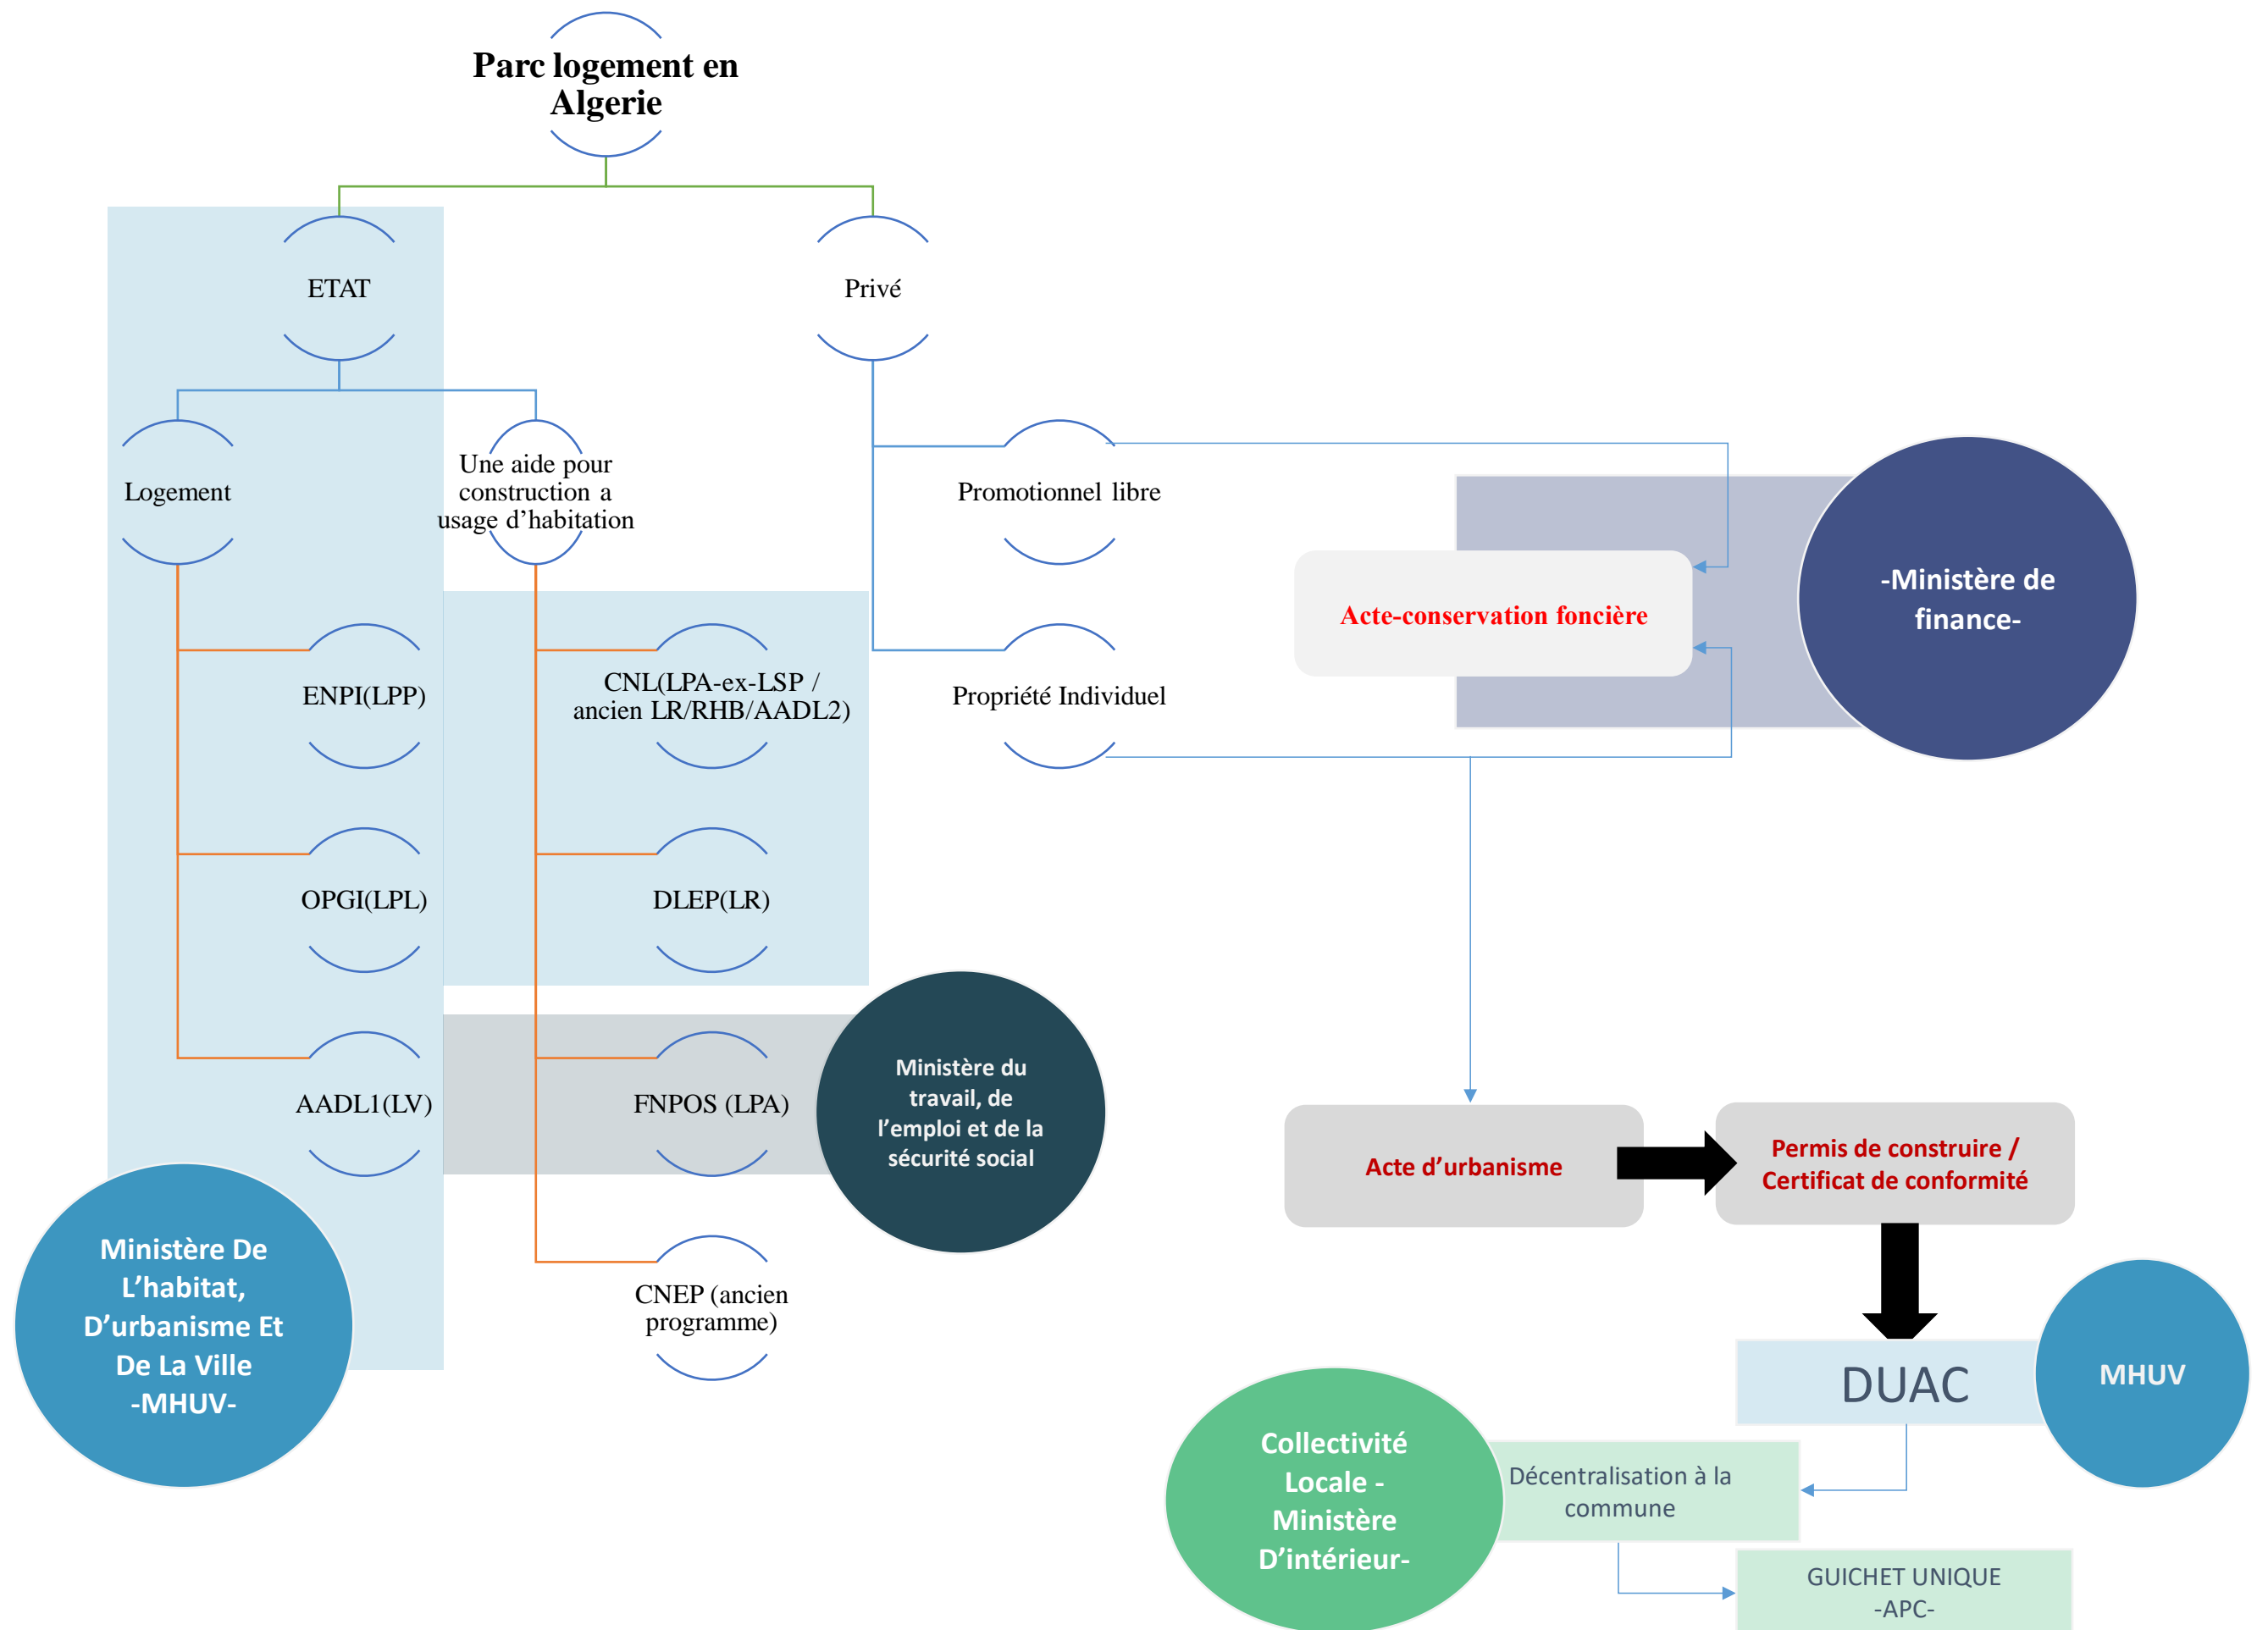 Parc logement en
Algerie
ETAT
Privé
Logement
Une aide pour
construction a
usage d’habitation
Promotionnel libre
Acte-conservation foncière
-Ministère de
finance-
ENPI(LPP)
CNL(LPA-ex-LSP /
ancien LR/RHB/AADL2)
Propriété Individuel
OPGI(LPL)
DLEP(LR)
AADL1(LV)
FNPOS (LPA)
Ministère du
travail, de
l’emploi et de la
sécurité social
Acte d’urbanisme
Permis de construire /
Certificat de conformité
Ministère De
L’habitat,
D’urbanisme Et
De La Ville
-MHUV-
CNEP (ancien
programme)
DUAC
MHUV
Collectivité
Locale -
Ministère
D’intérieur-
Décentralisation à la
commune
GUICHET UNIQUE
-APC-